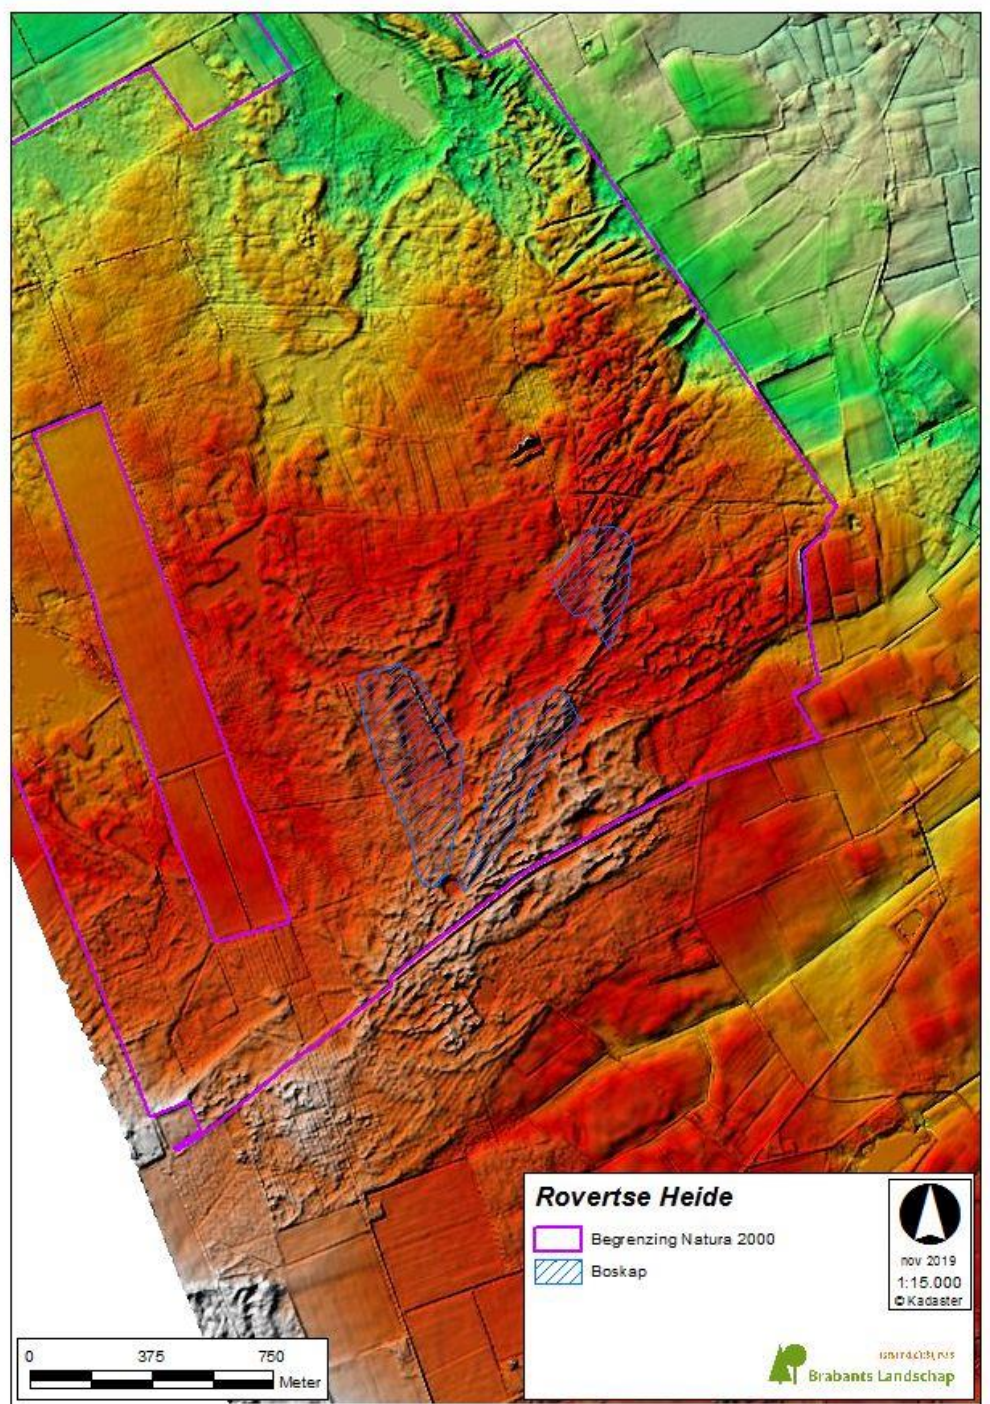 Rovertse Heide
Begrenzing Natura 2000
Boskap
nov 2019
1:15.000
© Kadaster
0 375 750
Meter
Brabants Landschap